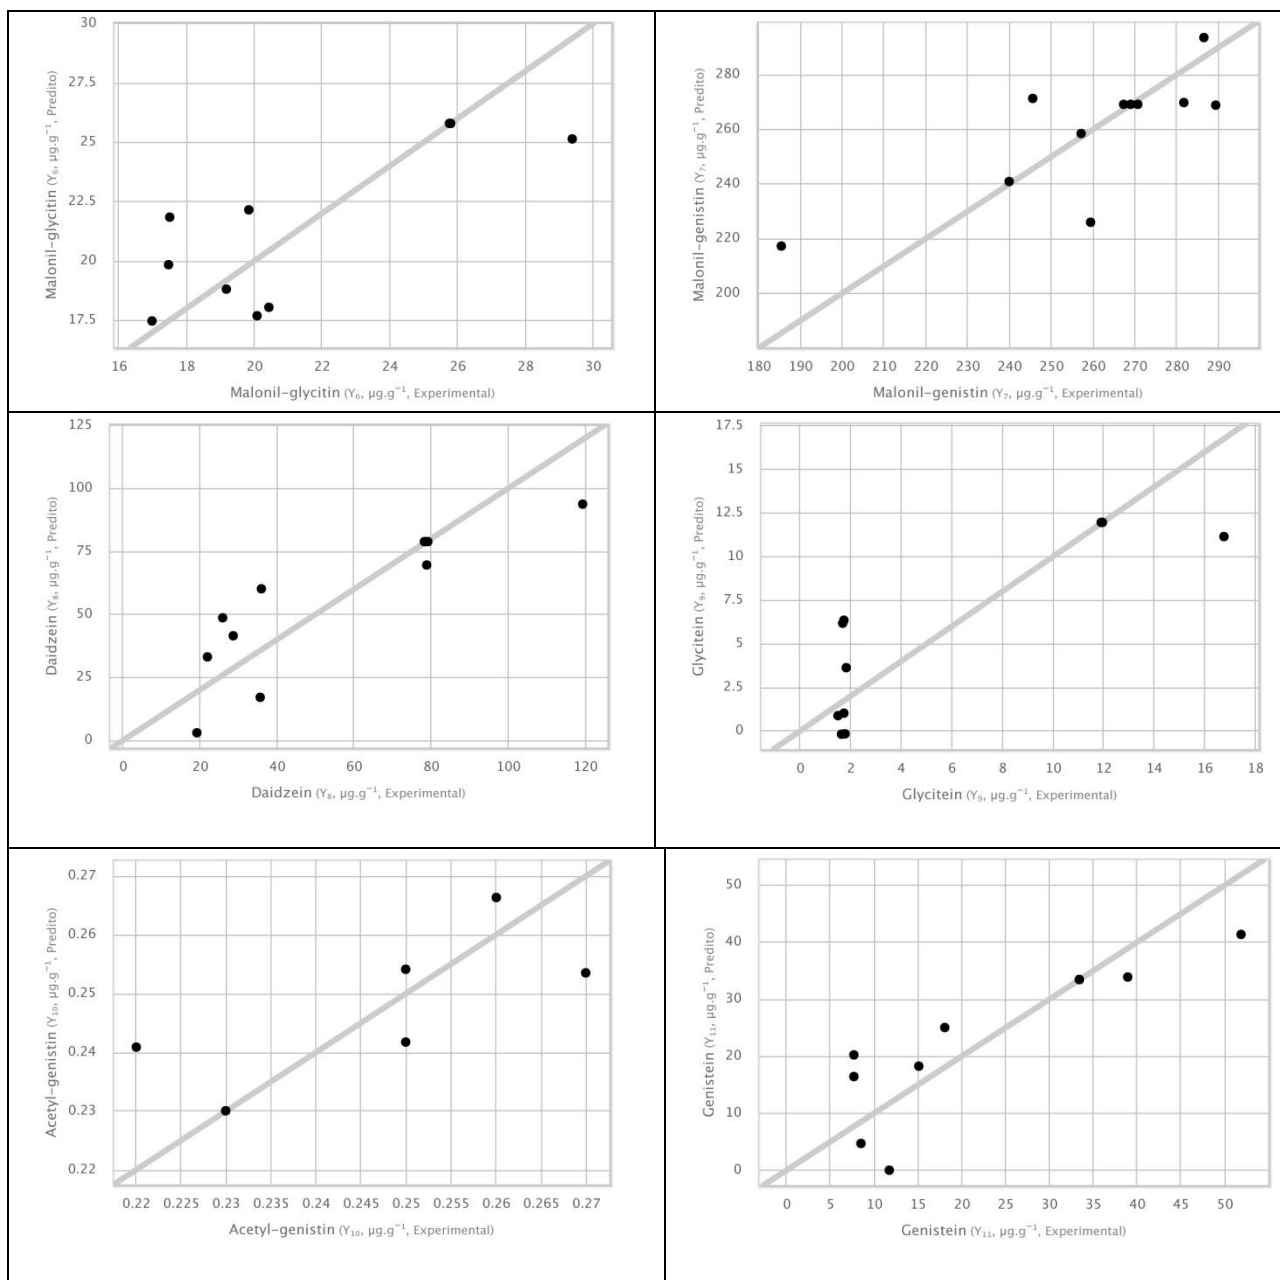 30
27.5
25
22.5
20
17.5
Malonil-glycitin (Y₆, µg.g⁻¹, Predito)
16 18 20 22 24 26 28 30
Malonil-glycitin (Y₆, µg.g⁻¹, Experimental)
280
260
240
220
200
Malonil-genistin (Y₇, µg.g⁻¹, Predito)
180 190 200 210 220 230 240 250 260 270 280 290
Malonil-genistin (Y₇, µg.g⁻¹, Experimental)
125
100
75
50
25
0
Daidzein (Y₈, µg.g⁻¹, Predito)
0 20 40 60 80 100 120
Daidzein (Y₈, µg.g⁻¹, Experimental)
17.5
15
12.5
10
7.5
5
2.5
0
Glycitein (Y₉, µg.g⁻¹, Predito)
0 2 4 6 8 10 12 14 16 18
Glycitein (Y₉, µg.g⁻¹, Experimental)
0.27
0.26
0.25
0.24
0.23
0.22
Acetyl-genistin (Y₁₀, µg.g⁻¹, Predito)
0.22 0.225 0.23 0.235 0.24 0.245 0.25 0.255 0.26 0.265 0.27
Acetyl-genistin (Y₁₀, µg.g⁻¹, Experimental)
50
40
30
20
10
0
Genistein (Y₁₁, µg.g⁻¹, Predito)
0 5 10 15 20 25 30 35 40 45 50
Genistein (Y₁₁, µg.g⁻¹, Experimental)